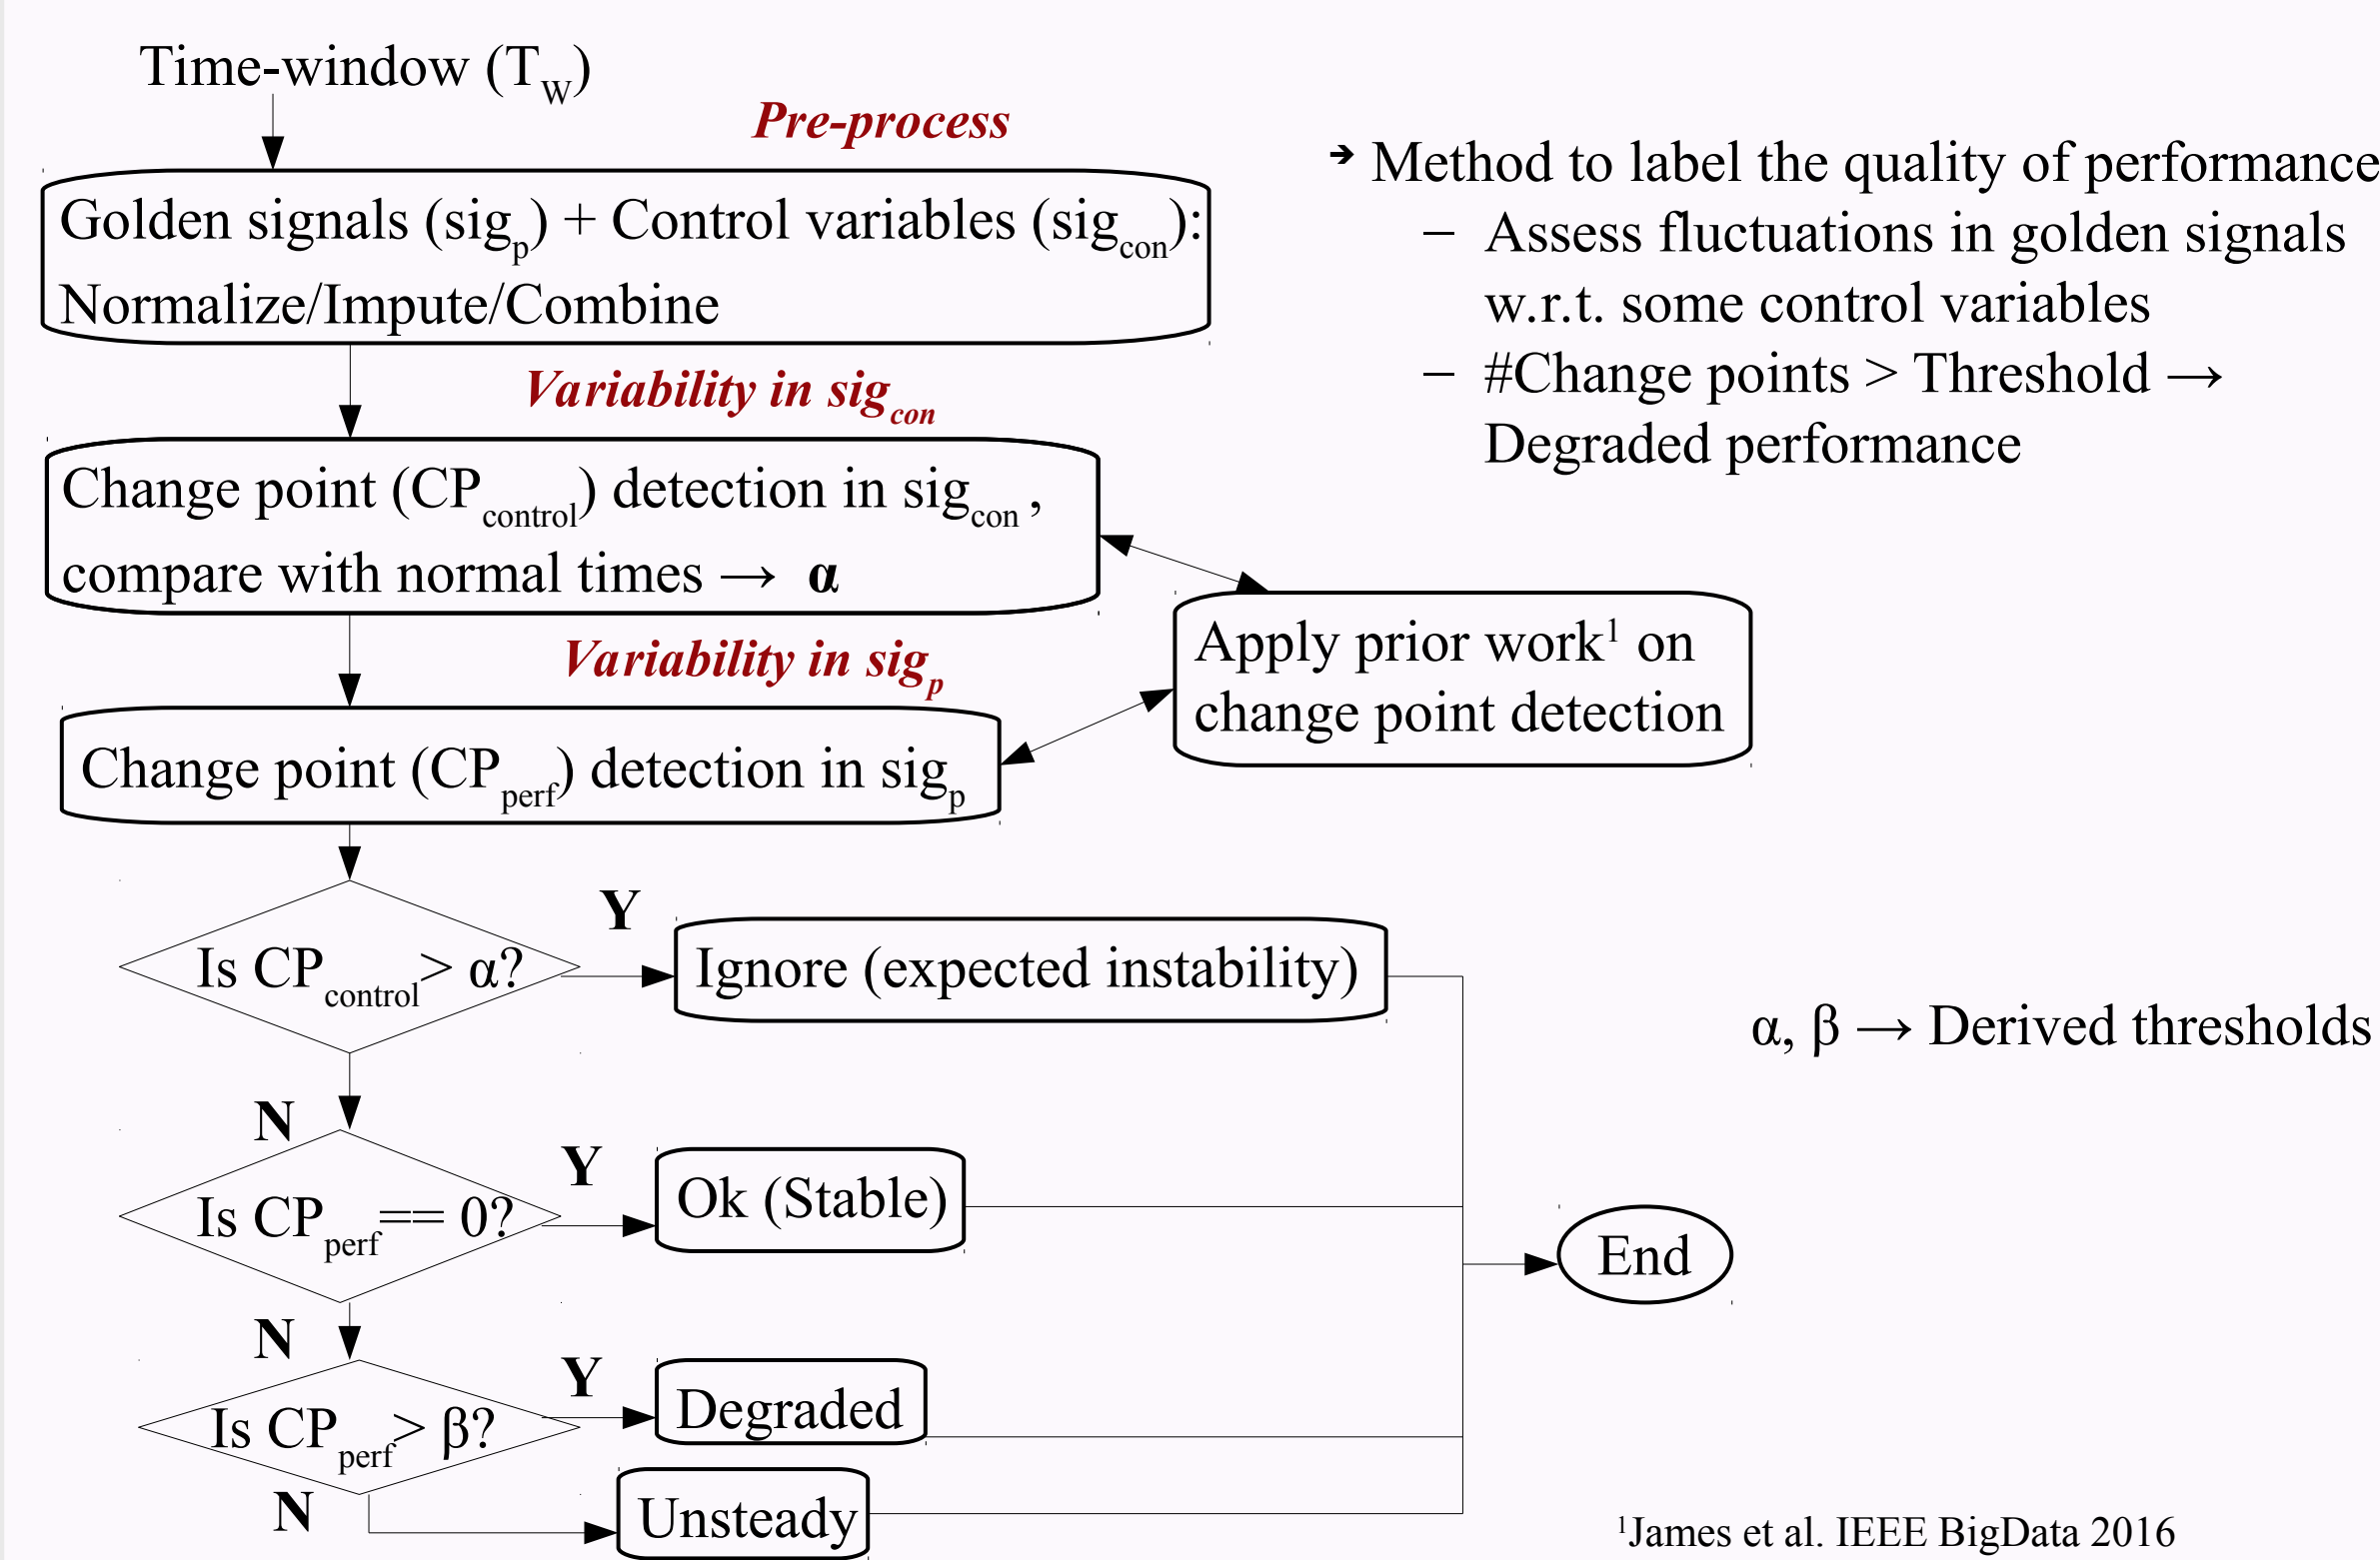 Time-window (T_W)
Pre-process
Golden signals (sig_p) + Control variables (sig_con):
Normalize/Impute/Combine
Variability in sig_con
Change point (CP_control) detection in sig_con ,
compare with normal times → α
Variability in sig_p
Change point (CP_perf) detection in sig_p
Apply prior work¹ on
change point detection
➔ Method to label the quality of performance
– Assess fluctuations in golden signals
w.r.t. some control variables
– #Change points > Threshold →
Degraded performance
Is CP_control > α?
Y
Ignore (expected instability)
N
Is CP_perf == 0?
Y
Ok (Stable)
N
Is CP_perf > β?
Y
Degraded
N
Unsteady
End
α, β → Derived thresholds
¹James et al. IEEE BigData 2016